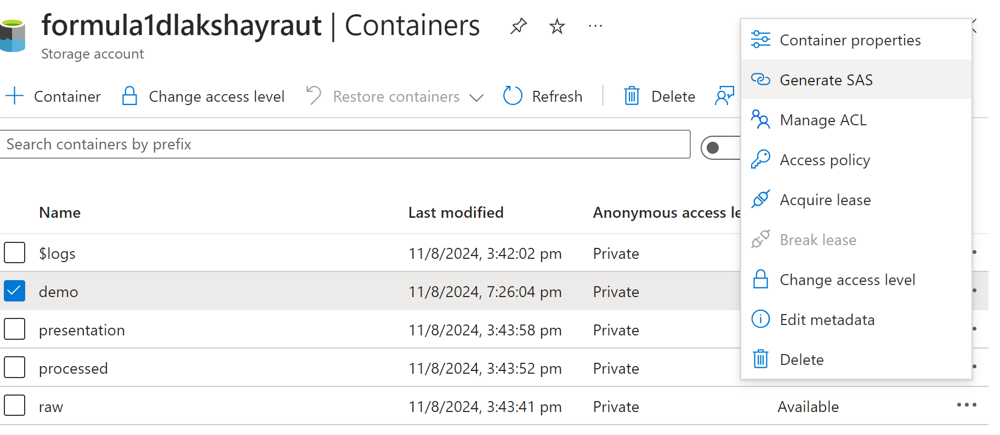 formula1dlakshayraut | Containers
Storage account
Container Change access level Restore containers Refresh Delete
Search containers by prefix
Name Last modified Anonymous access le
$logs 11/8/2024, 3:42:02 pm Private
demo 11/8/2024, 7:26:04 pm Private
presentation 11/8/2024, 3:43:58 pm Private
processed 11/8/2024, 3:43:52 pm Private
raw 11/8/2024, 3:43:41 pm Private Available
Container properties
Generate SAS
Manage ACL
Access policy
Acquire lease
Break lease
Change access level
Edit metadata
Delete